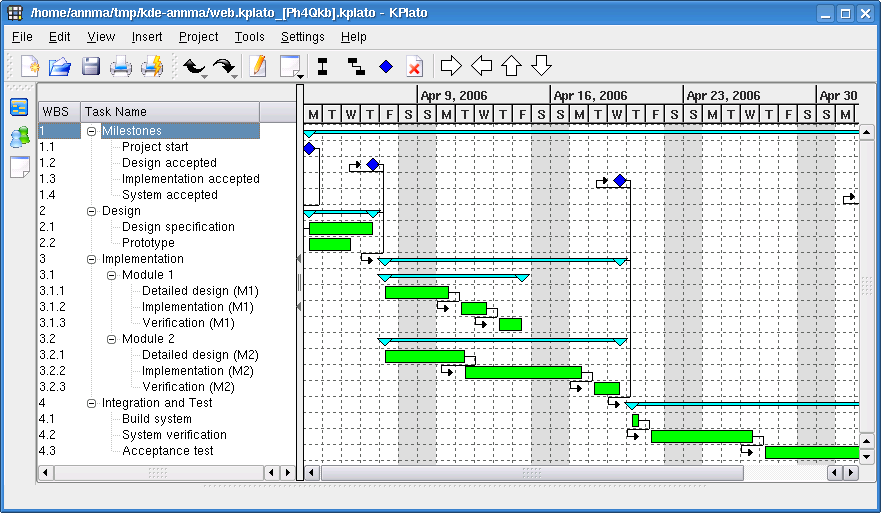 /home/annma/tmp/kde-annma/web.kplato_[Ph4Qkb].kplato - KPlato
File Edit View Insert Project Tools Settings Help
Apr 9, 2006 Apr 16, 2006 Apr 23, 2006 Apr 30
WBS Task Name M T W T F S S M T W T F S S M T W T F S S M T W T F S S M
1 Milestones
1.1 Project start
1.2 Design accepted
1.3 Implementation accepted
1.4 System accepted
2 Design
2.1 Design specification
2.2 Prototype
3 Implementation
3.1 Module 1
3.1.1 Detailed design (M1)
3.1.2 Implementation (M1)
3.1.3 Verification (M1)
3.2 Module 2
3.2.1 Detailed design (M2)
3.2.2 Implementation (M2)
3.2.3 Verification (M2)
4 Integration and Test
4.1 Build system
4.2 System verification
4.3 Acceptance test